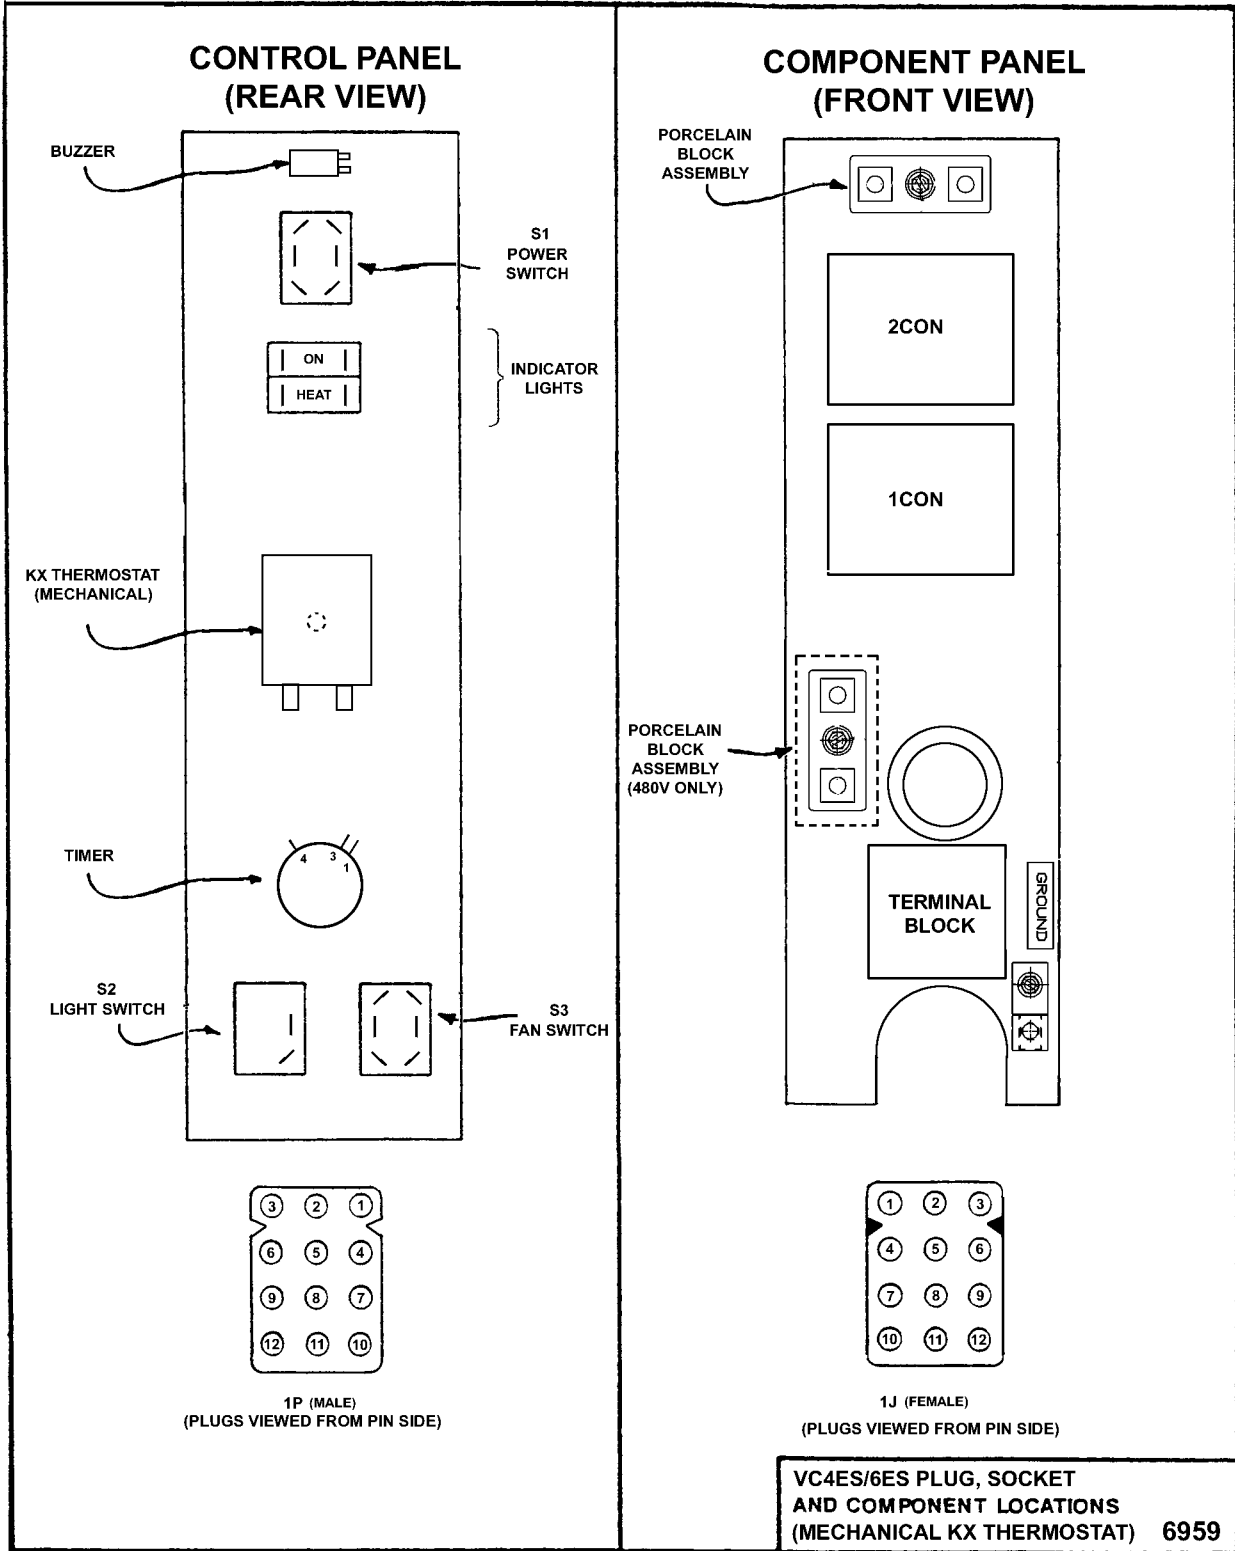 CONTROL PANEL
(REAR VIEW)
BUZZER
S1
POWER
SWITCH
ON
HEAT
INDICATOR
LIGHTS
KX THERMOSTAT
(MECHANICAL)
TIMER
4 3
1
S2
LIGHT SWITCH
S3
FAN SWITCH
3 2 1
6 5 4
9 8 7
12 11 10
1P (MALE)
(PLUGS VIEWED FROM PIN SIDE)
COMPONENT PANEL
(FRONT VIEW)
PORCELAIN
BLOCK
ASSEMBLY
2CON
1CON
PORCELAIN
BLOCK
ASSEMBLY
(480V ONLY)
TERMINAL
BLOCK
GROUND
1 2 3
4 5 6
7 8 9
10 11 12
1J (FEMALE)
(PLUGS VIEWED FROM PIN SIDE)
VC4ES/6ES PLUG, SOCKET
AND COMPONENT LOCATIONS
(MECHANICAL KX THERMOSTAT) 6959